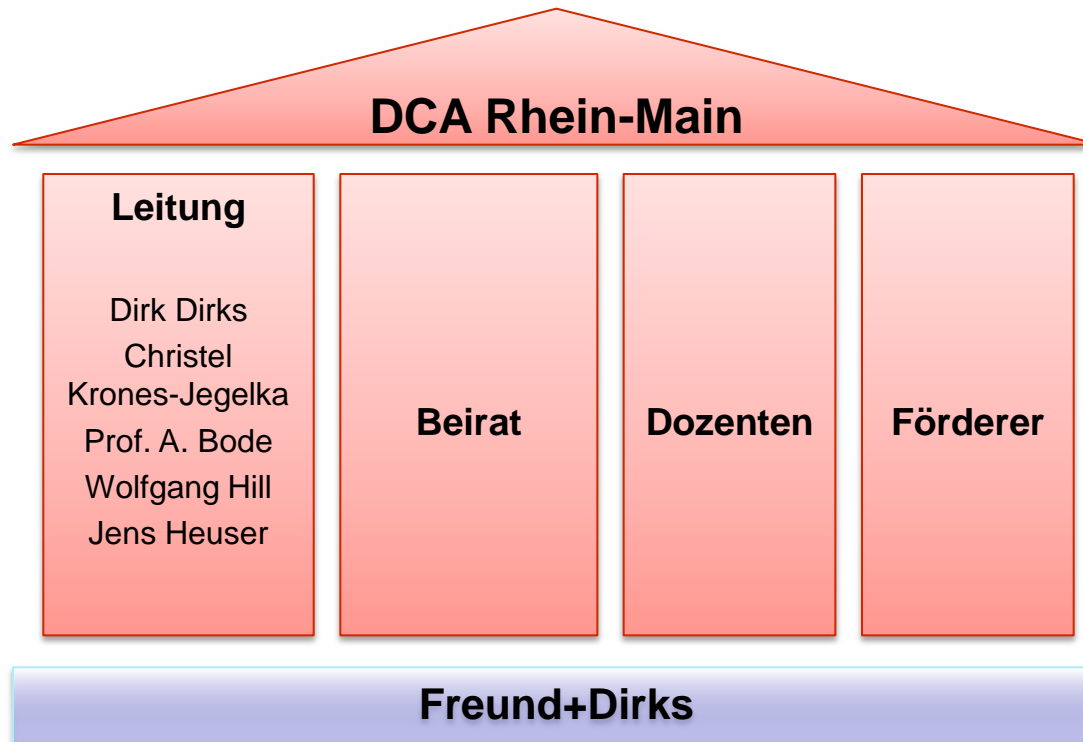 DCA Rhein-Main
Leitung
Dirk Dirks
Christel
Krones-Jegelka
Prof. A. Bode
Wolfgang Hill
Jens Heuser
Beirat
Dozenten
Förderer
Freund+Dirks